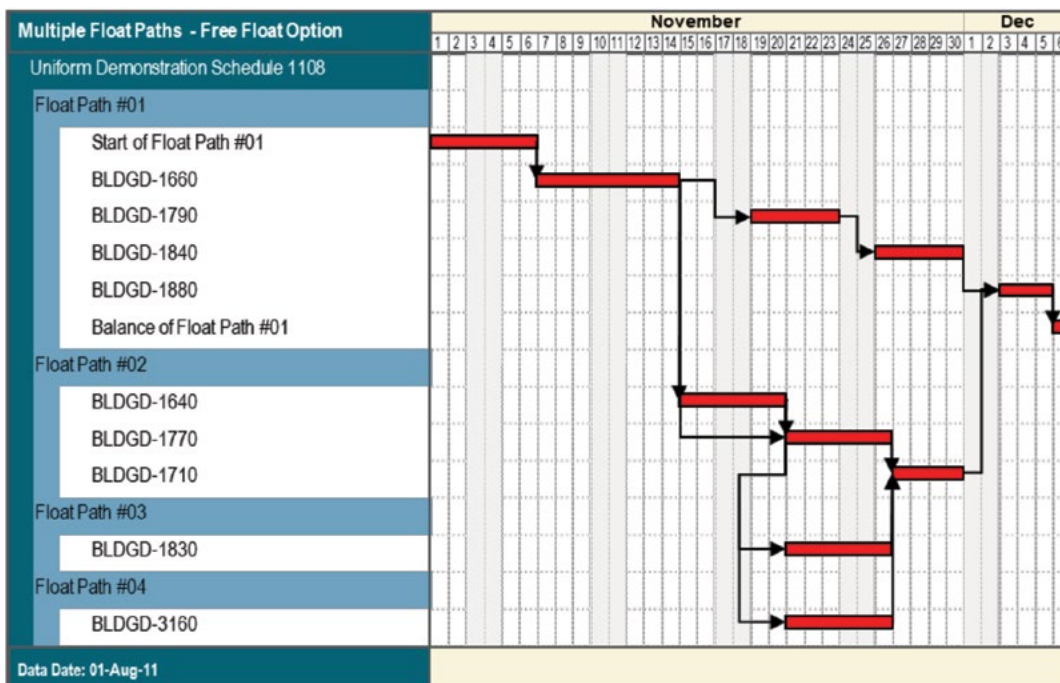 Multiple Float Paths - Free Float Option
November Dec
1 2 3 4 5 6 7 8 9 10 11 12 13 14 15 16 17 18 19 20 21 22 23 24 25 26 27 28 29 30 1 2 3 4 5 6
Uniform Demonstration Schedule 1108
Float Path #01
Start of Float Path #01
BLDGD-1660
BLDGD-1790
BLDGD-1840
BLDGD-1880
Balance of Float Path #01
Float Path #02
BLDGD-1640
BLDGD-1770
BLDGD-1710
Float Path #03
BLDGD-1830
Float Path #04
BLDGD-3160
Data Date: 01-Aug-11